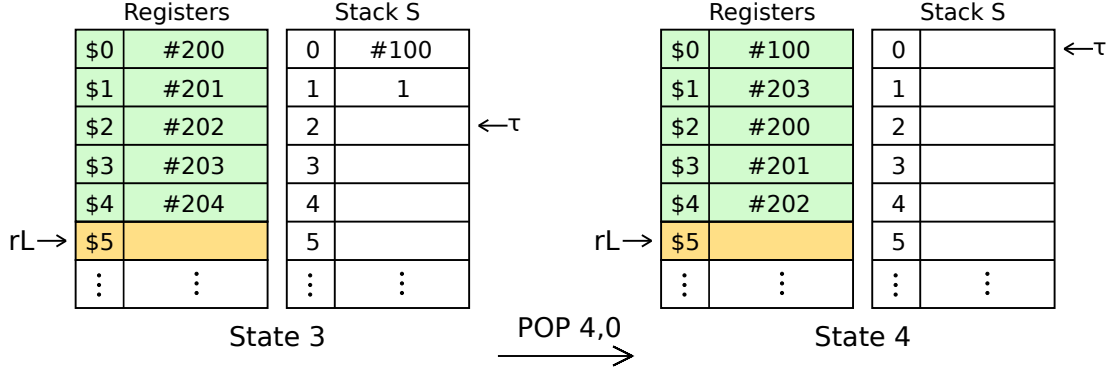 Registers Stack S Registers Stack S
$0 #200 0 #100 $0 #100 0 ←τ
$1 #201 1 1 $1 #203 1
$2 #202 2 ←τ $2 #200 2
$3 #203 3 $3 #201 3
$4 #204 4 $4 #202 4
rL→ $5 5 rL→ $5 5
⋮ ⋮ ⋮ ⋮ ⋮ ⋮ ⋮ ⋮
State 3 POP 4,0 State 4